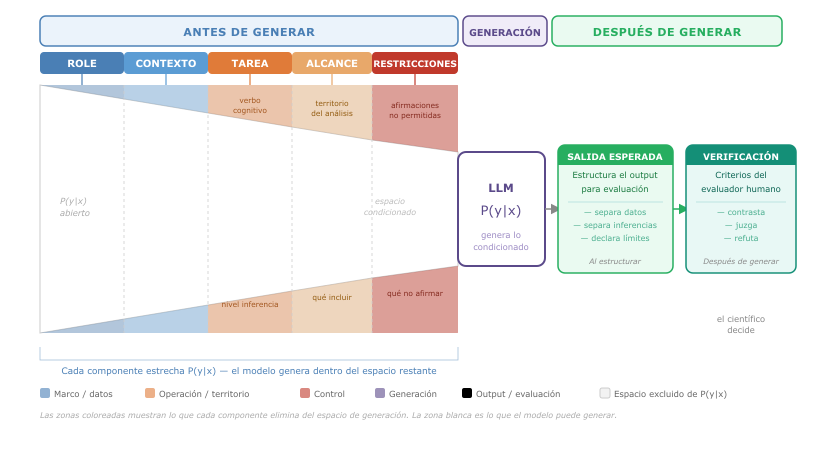 ANTES DE GENERAR
GENERACIÓN
DESPUÉS DE GENERAR
ROLE
CONTEXTO
TAREA
ALCANCE
RESTRICCIONES
verbo
cognitivo
territorio
del análisis
afirmaciones
no permitidas
P(y|x)
abierto
espacio
condicionado
nivel inferencia
qué incluir
qué no afirmar
LLM
P(y|x)
genera lo
condicionado
SALIDA ESPERADA
Estructura el output
para evaluación
— separa datos
— separa inferencias
— declara límites
Al estructurar
VERIFICACIÓN
Criterios del
evaluador humano
— contrasta
— juzga
— refuta
Después de generar
el científico
decide
Cada componente estrecha P(y|x) — el modelo genera dentro del espacio restante
Marco / datos
Operación / territorio
Control
Generación
Output / evaluación
Espacio excluido de P(y|x)
Las zonas coloreadas muestran lo que cada componente elimina del espacio de generación. La zona blanca es lo que el modelo puede generar.